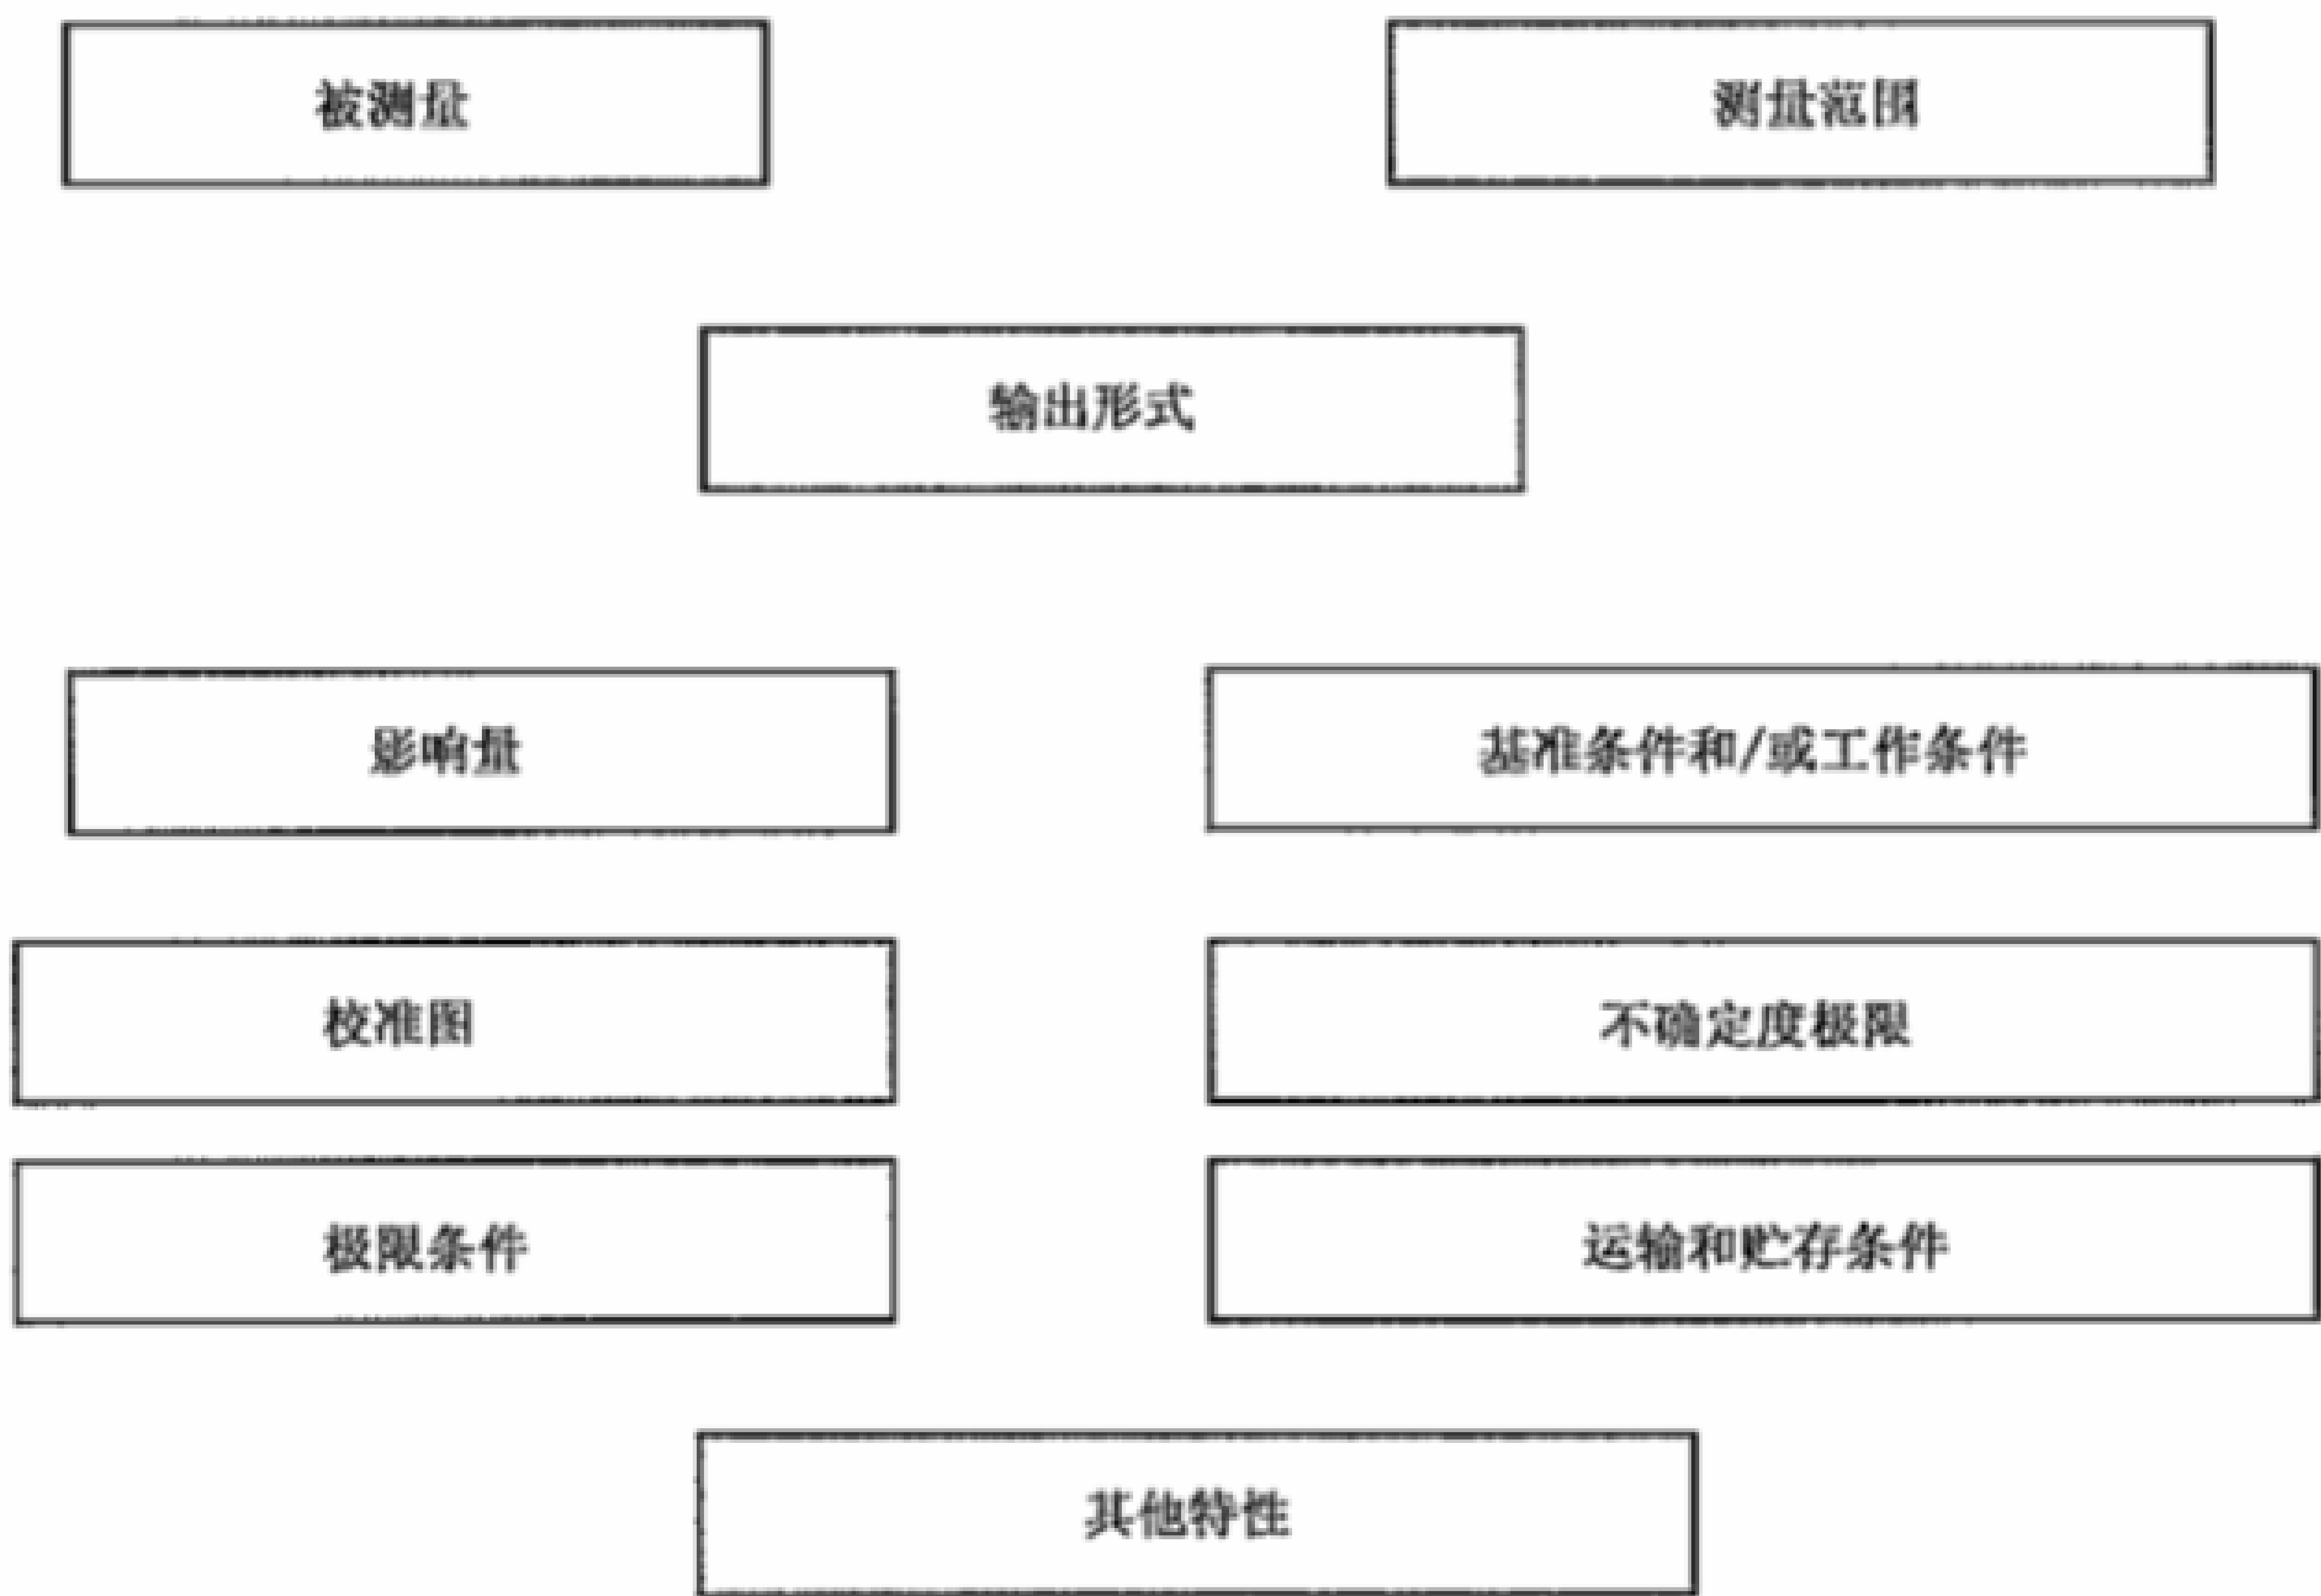 被测量
测量范围
输出形式
影响量
基准条件和/或工作条件
校准图
不确定度极限
极限条件
运输和贮存条件
其他特性